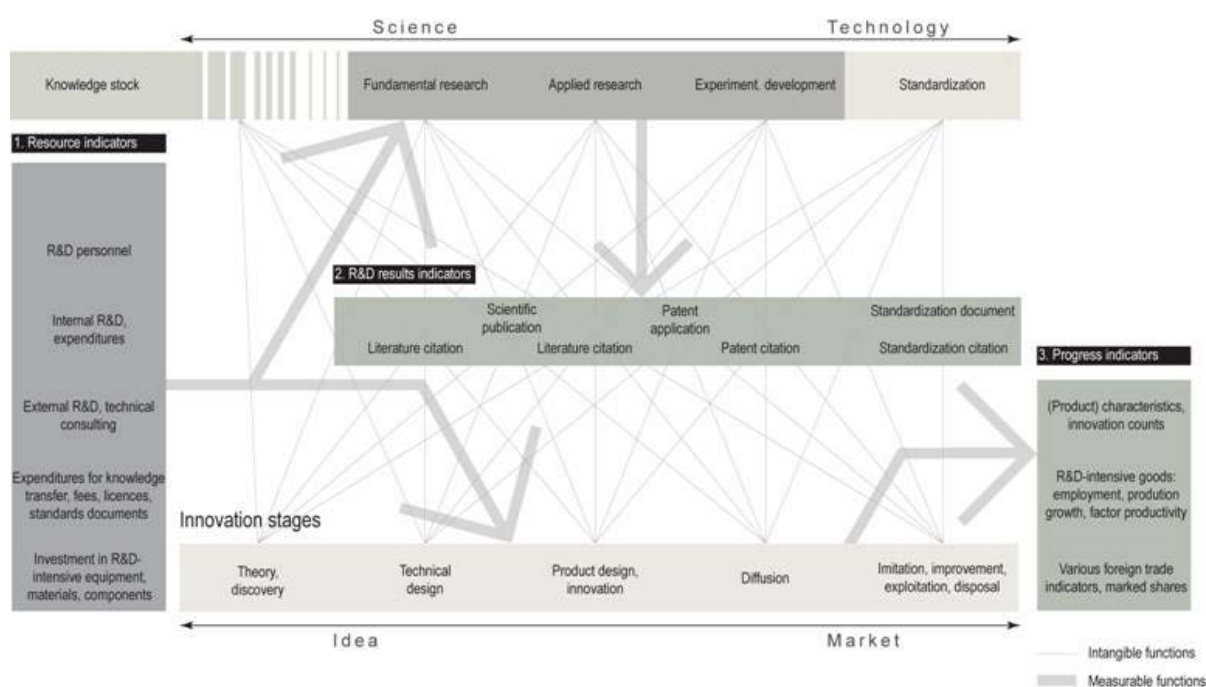 Science
Technology
Knowledge stock
Fundamental research
Applied research
Experiment. development
Standardization
1. Resource indicators
R&D personnel
Internal R&D,
expenditures
External R&D, technical
consulting
Expenditures for knowledge
transfer, fees, licences,
standards documents
Investment in R&D-
intensive equipment,
materials, components
2. R&D results indicators
Scientific
publication
Patent
application
Standardization document
Literature citation
Literature citation
Patent citation
Standardization citation
3. Progress indicators
(Product) characteristics,
innovation counts
R&D-intensive goods:
employment, prodution
growth, factor productivity
Various foreign trade
indicators, marked shares
Innovation stages
Theory,
discovery
Technical
design
Product design,
innovation
Diffusion
Imitation, improvement,
exploitation, disposal
Idea
Market
Intangible functions
Measurable functions